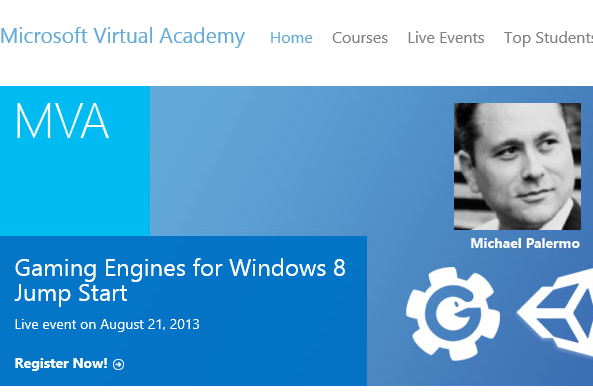 Microsoft Virtual Academy Home Courses Live Events Top Students
MVA
Michael Palermo
Gaming Engines for Windows 8
Jump Start
Live event on August 21, 2013
Register Now!